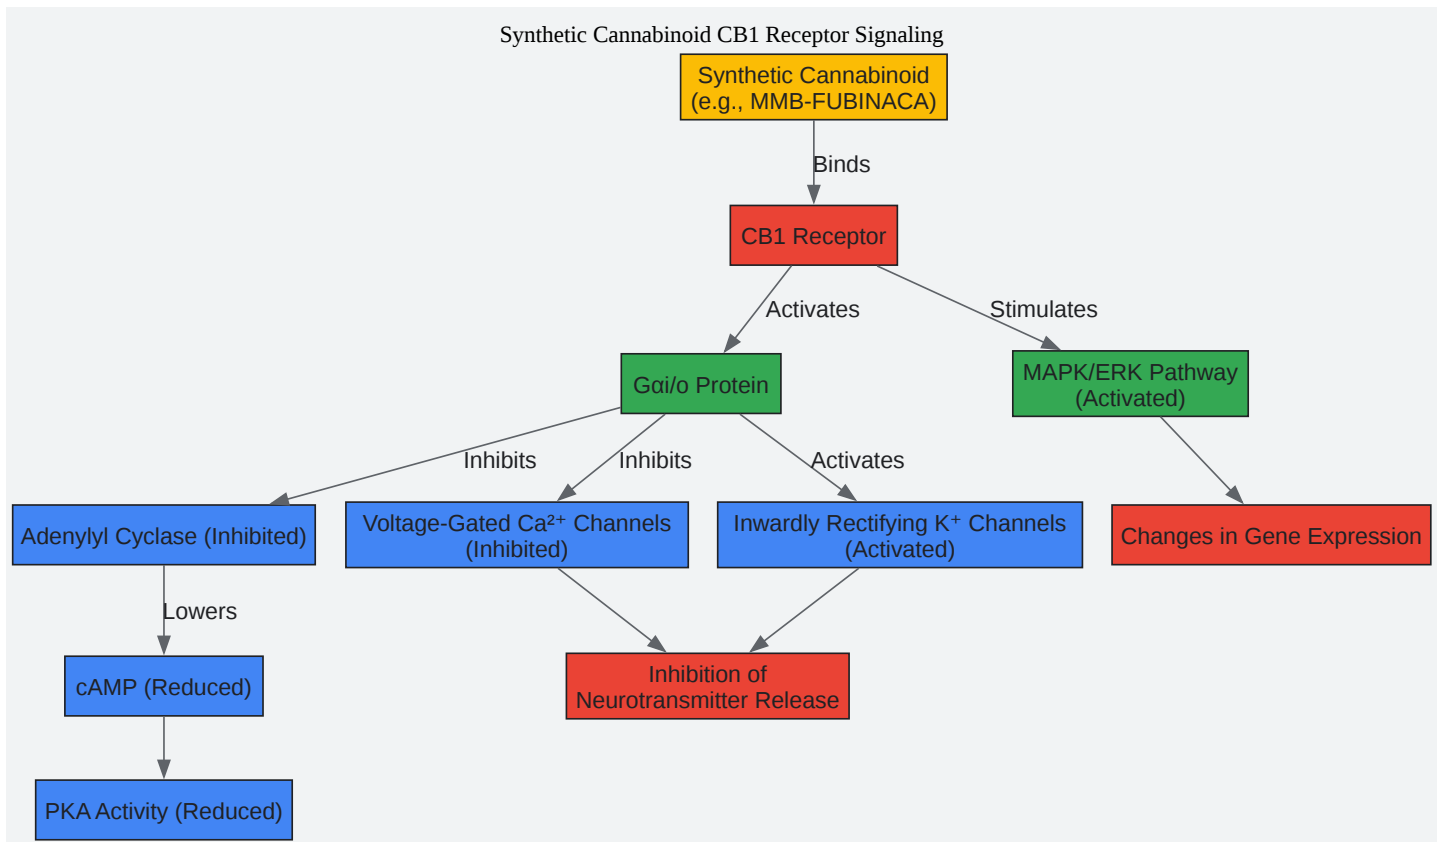 Synthetic Cannabinoid CB1 Receptor Signaling
Synthetic Cannabinoid
(e.g., MMB-FUBINACA)
Binds
CB1 Receptor
Activates
Stimulates
Gαi/o Protein
MAPK/ERK Pathway
(Activated)
Inhibits
Inhibits
Activates
Adenylyl Cyclase (Inhibited)
Voltage-Gated Ca²⁺ Channels
(Inhibited)
Inwardly Rectifying K⁺ Channels
(Activated)
Changes in Gene Expression
Lowers
cAMP (Reduced)
Inhibition of
Neurotransmitter Release
PKA Activity (Reduced)